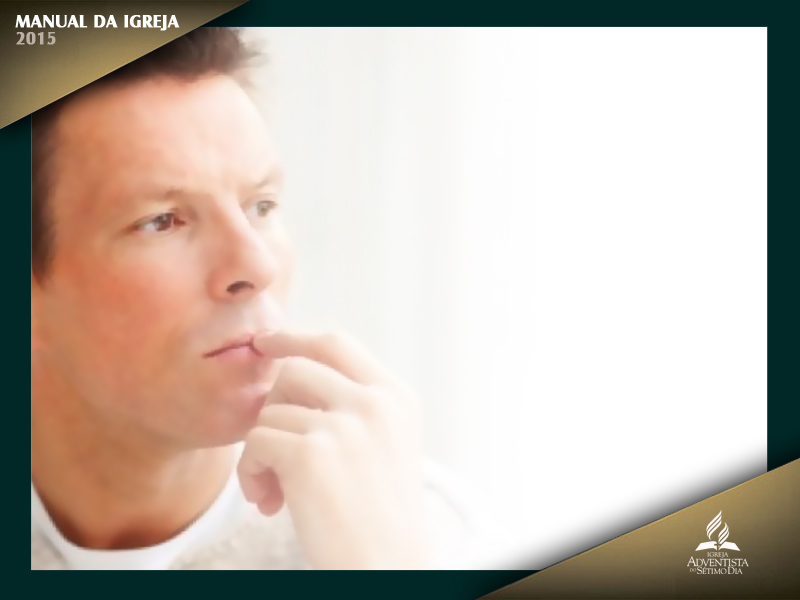 MANUAL DA IGREJA
2015
IGREJA
ADVENTISTA
DO SÉTIMO DIA